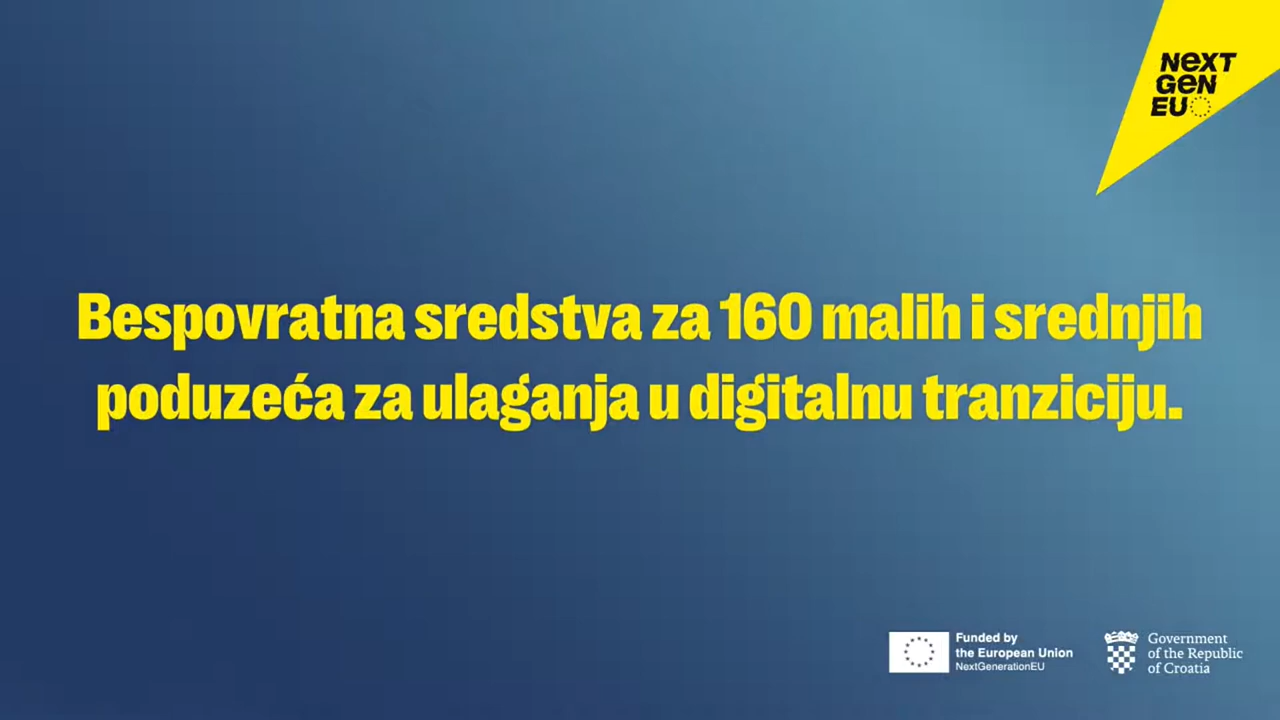 NEXT
GEN
EU
Bespovratna sredstva za 160 malih i srednjih
poduzeća za ulaganja u digitalnu tranziciju.
Funded by
the European Union
NextGenerationEU
Government
of the Republic
of Croatia